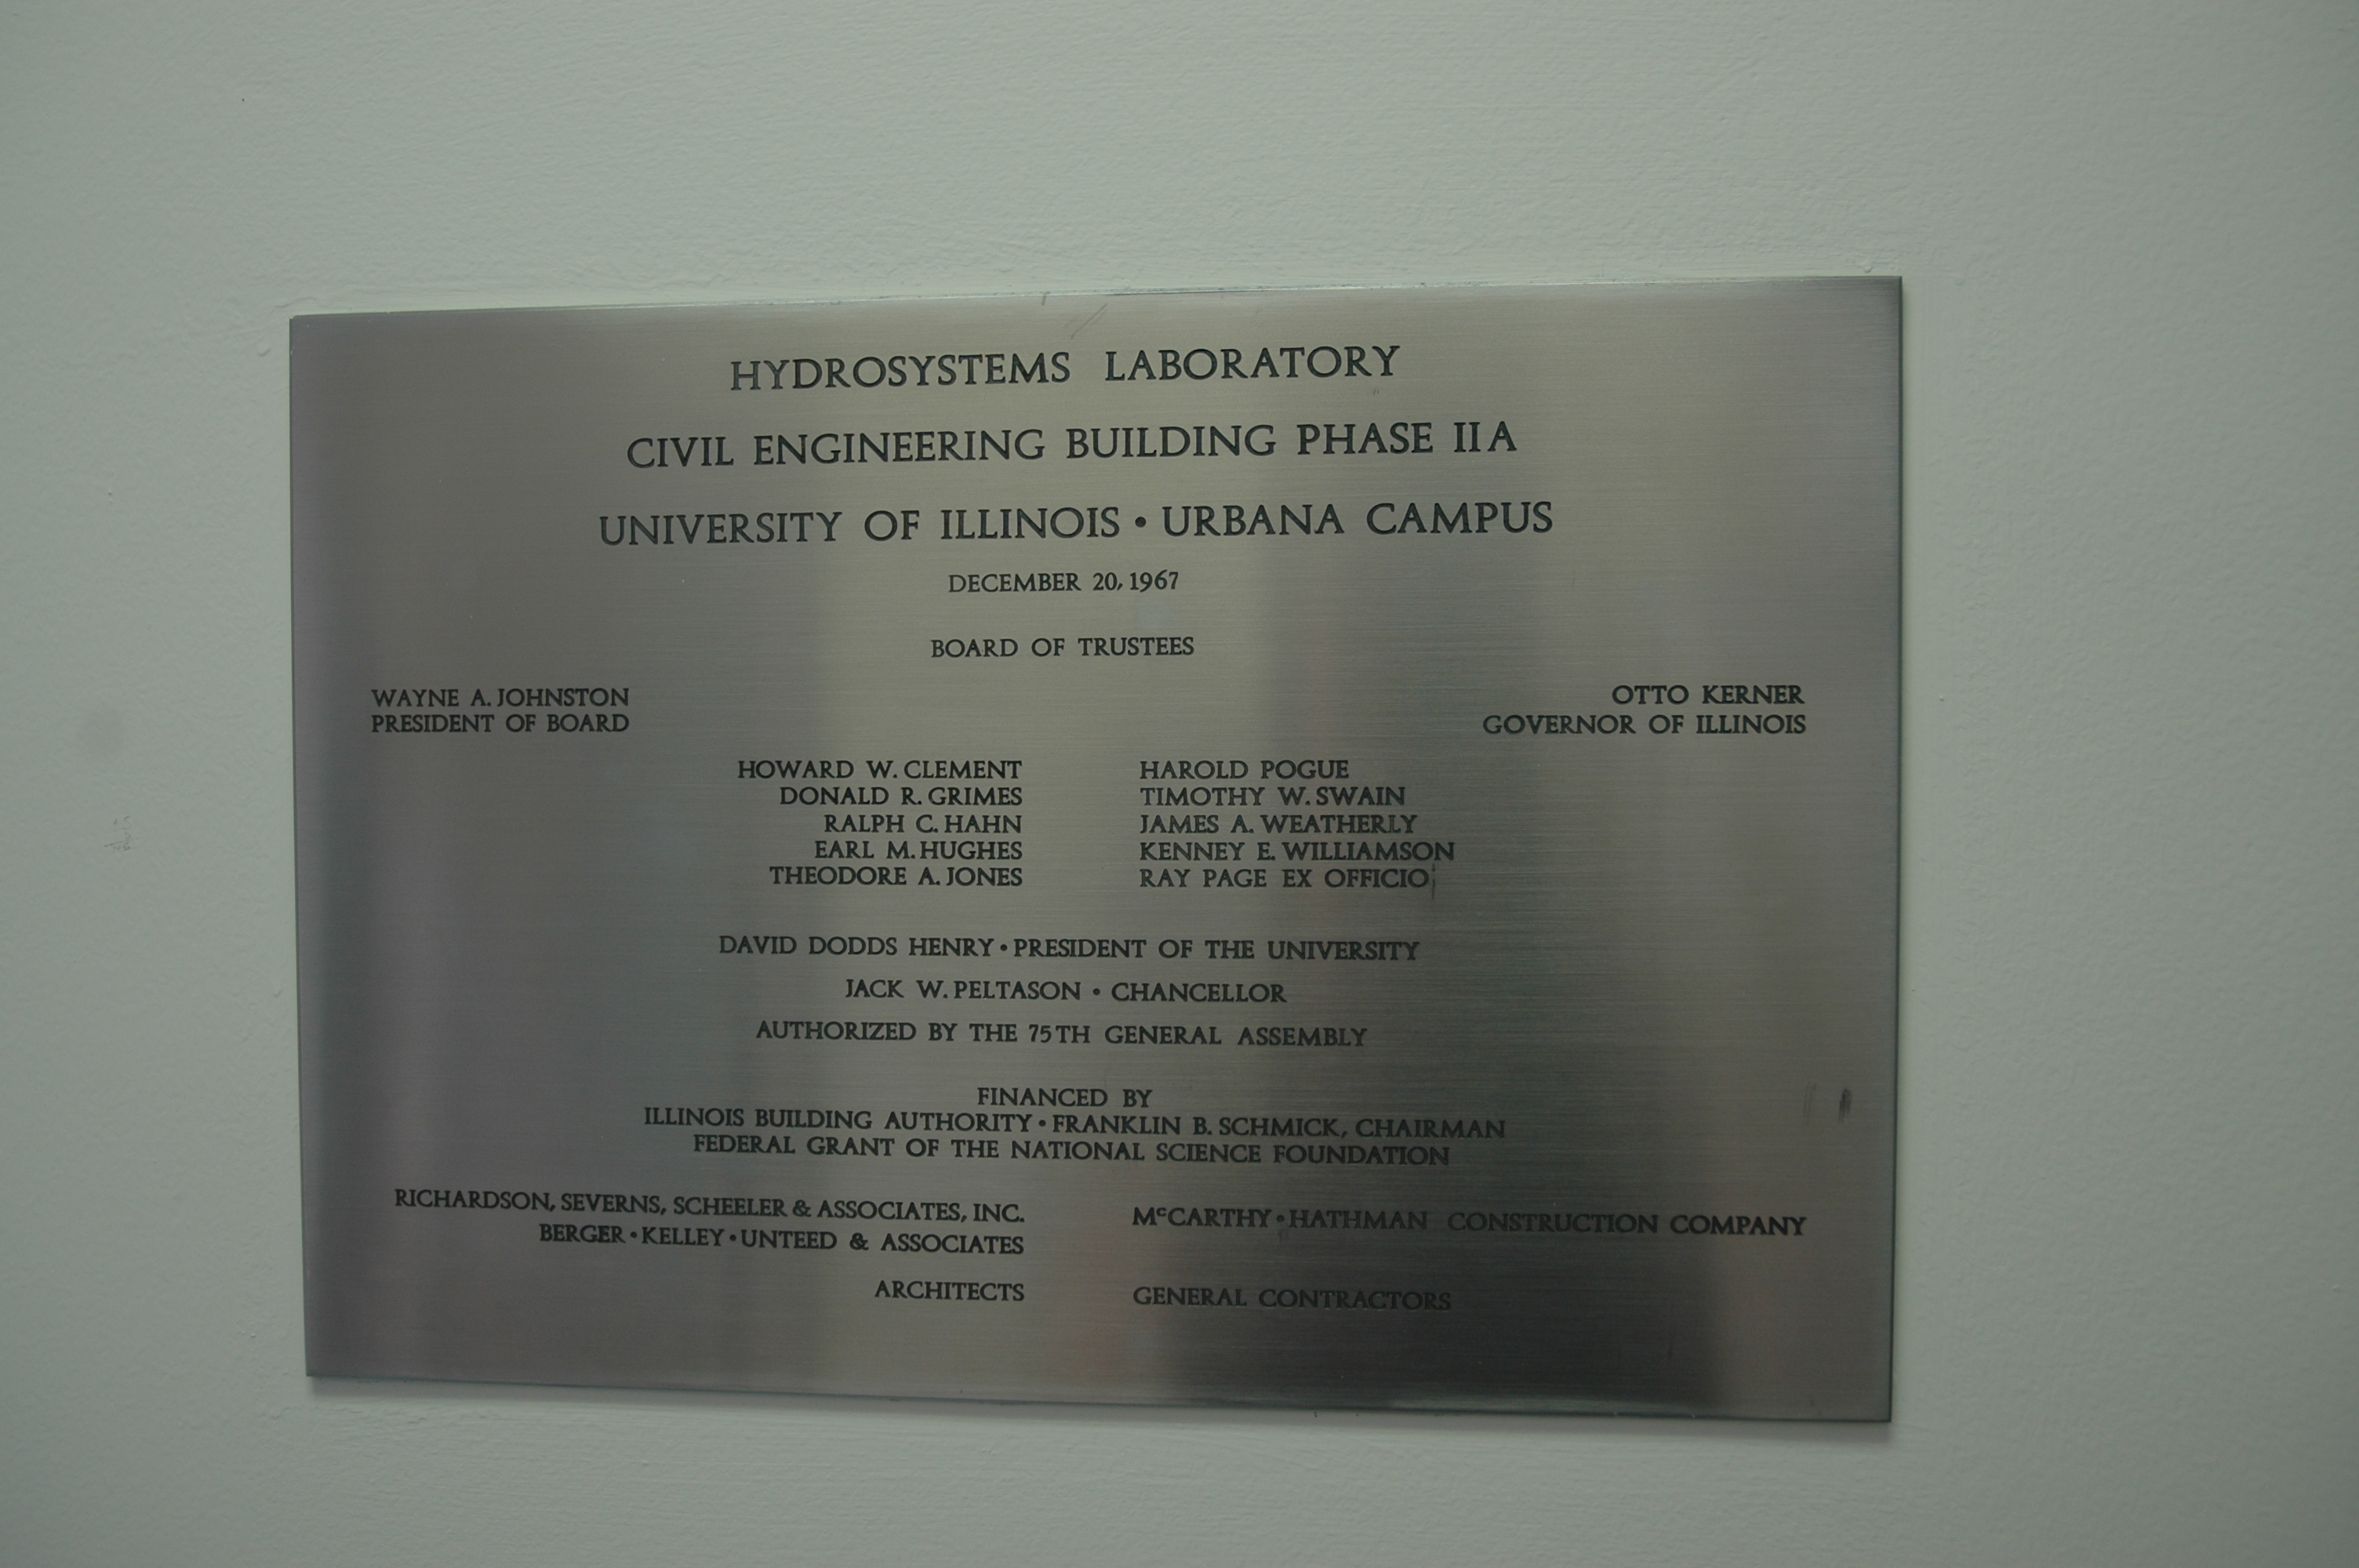 HYDROSYSTEMS LABORATORY
CIVIL ENGINEERING BUILDING PHASE II A
UNIVERSITY OF ILLINOIS • URBANA CAMPUS
DECEMBER 20, 1967
BOARD OF TRUSTEES
WAYNE A. JOHNSTON
PRESIDENT OF BOARD
OTTO KERNER
GOVERNOR OF ILLINOIS
HOWARD W. CLEMENT
DONALD R. GRIMES
RALPH C. HAHN
EARL M. HUGHES
THEODORE A. JONES
HAROLD POGUE
TIMOTHY W. SWAIN
JAMES A. WEATHERLY
KENNEY E. WILLIAMSON
RAY PAGE EX OFFICIO
DAVID DODDS HENRY • PRESIDENT OF THE UNIVERSITY
JACK W. PELTASON • CHANCELLOR
AUTHORIZED BY THE 75TH GENERAL ASSEMBLY
FINANCED BY
ILLINOIS BUILDING AUTHORITY • FRANKLIN B. SCHMICK, CHAIRMAN
FEDERAL GRANT OF THE NATIONAL SCIENCE FOUNDATION
RICHARDSON, SEVERNS, SCHEELER & ASSOCIATES, INC.
BERGER • KELLEY • UNTEED & ASSOCIATES
ARCHITECTS
McCARTHY • HATHMAN CONSTRUCTION COMPANY
GENERAL CONTRACTORS